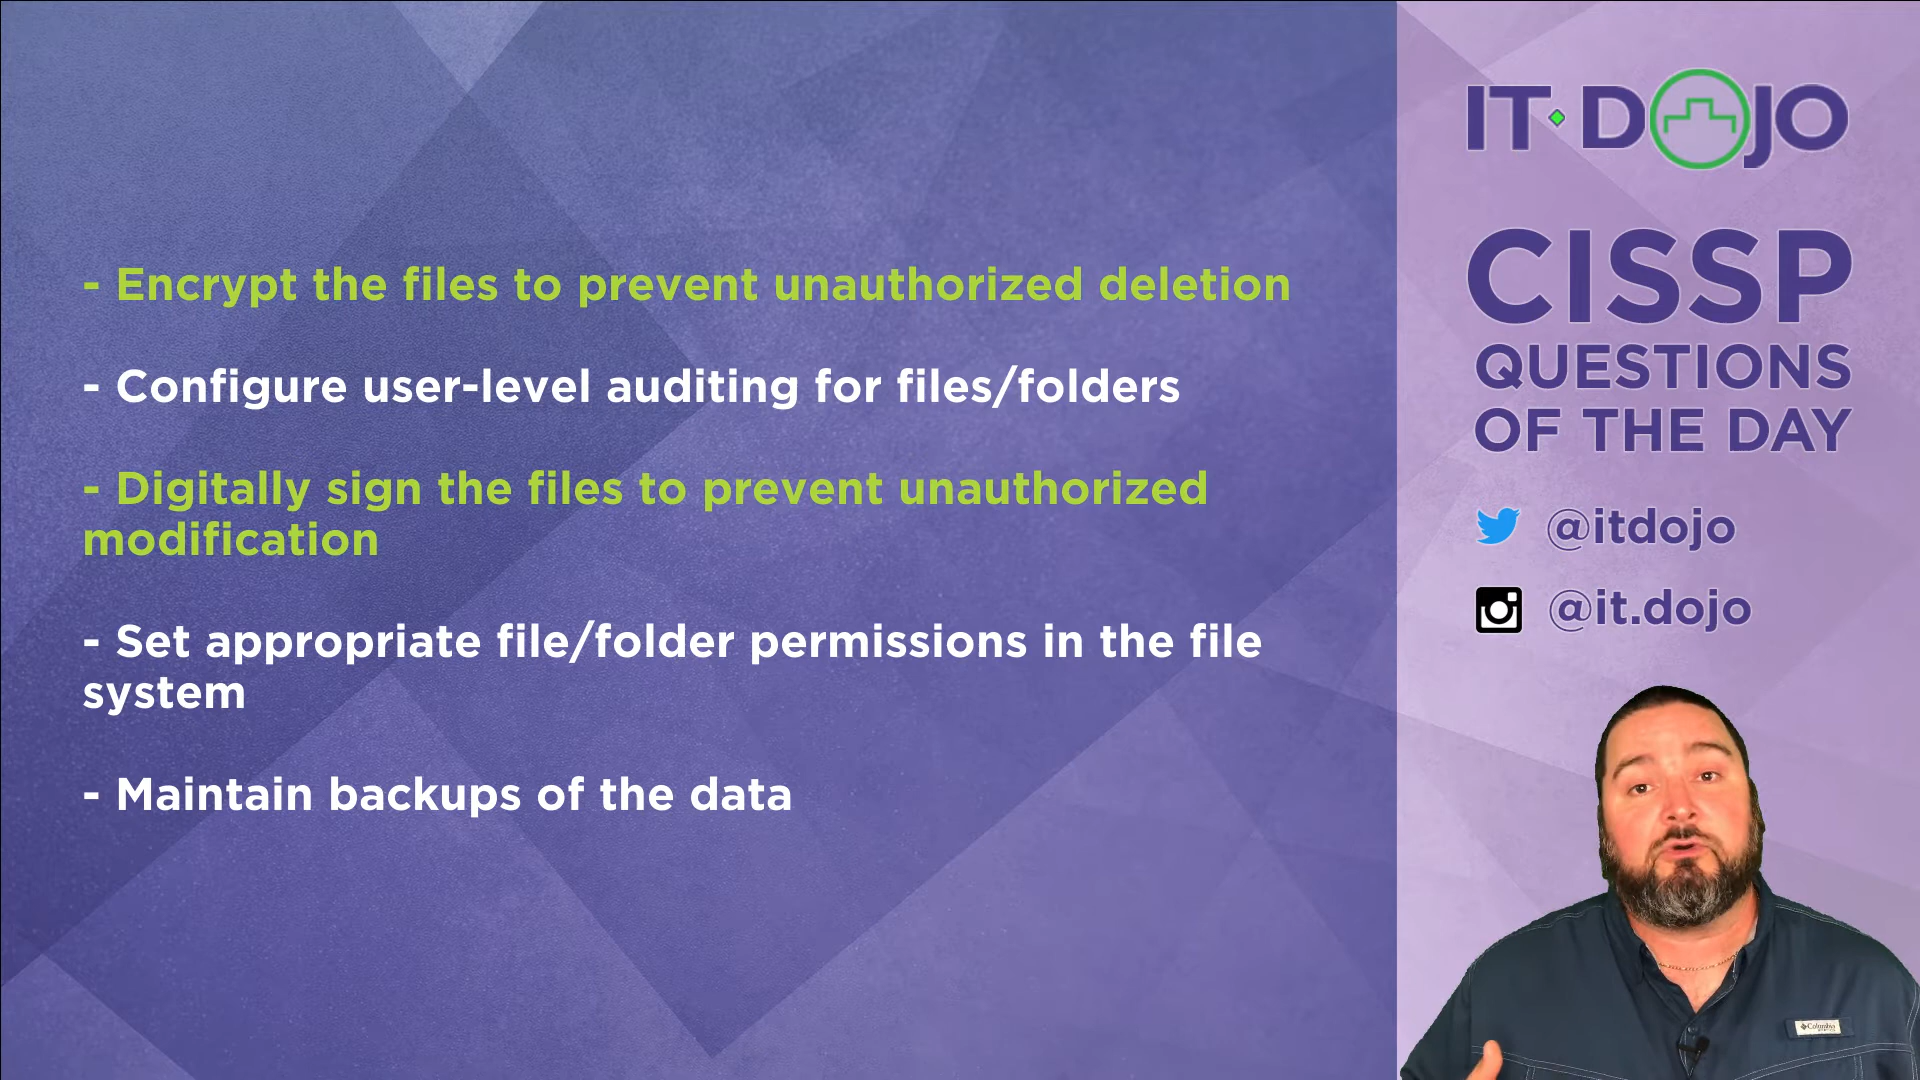 - Encrypt the files to prevent unauthorized deletion
- Configure user-level auditing for files/folders
- Digitally sign the files to prevent unauthorized
modification
- Set appropriate file/folder permissions in the file
system
- Maintain backups of the data
IT DOJO
CISSP
QUESTIONS
OF THE DAY
@itdojo
@it.dojo
Columbia